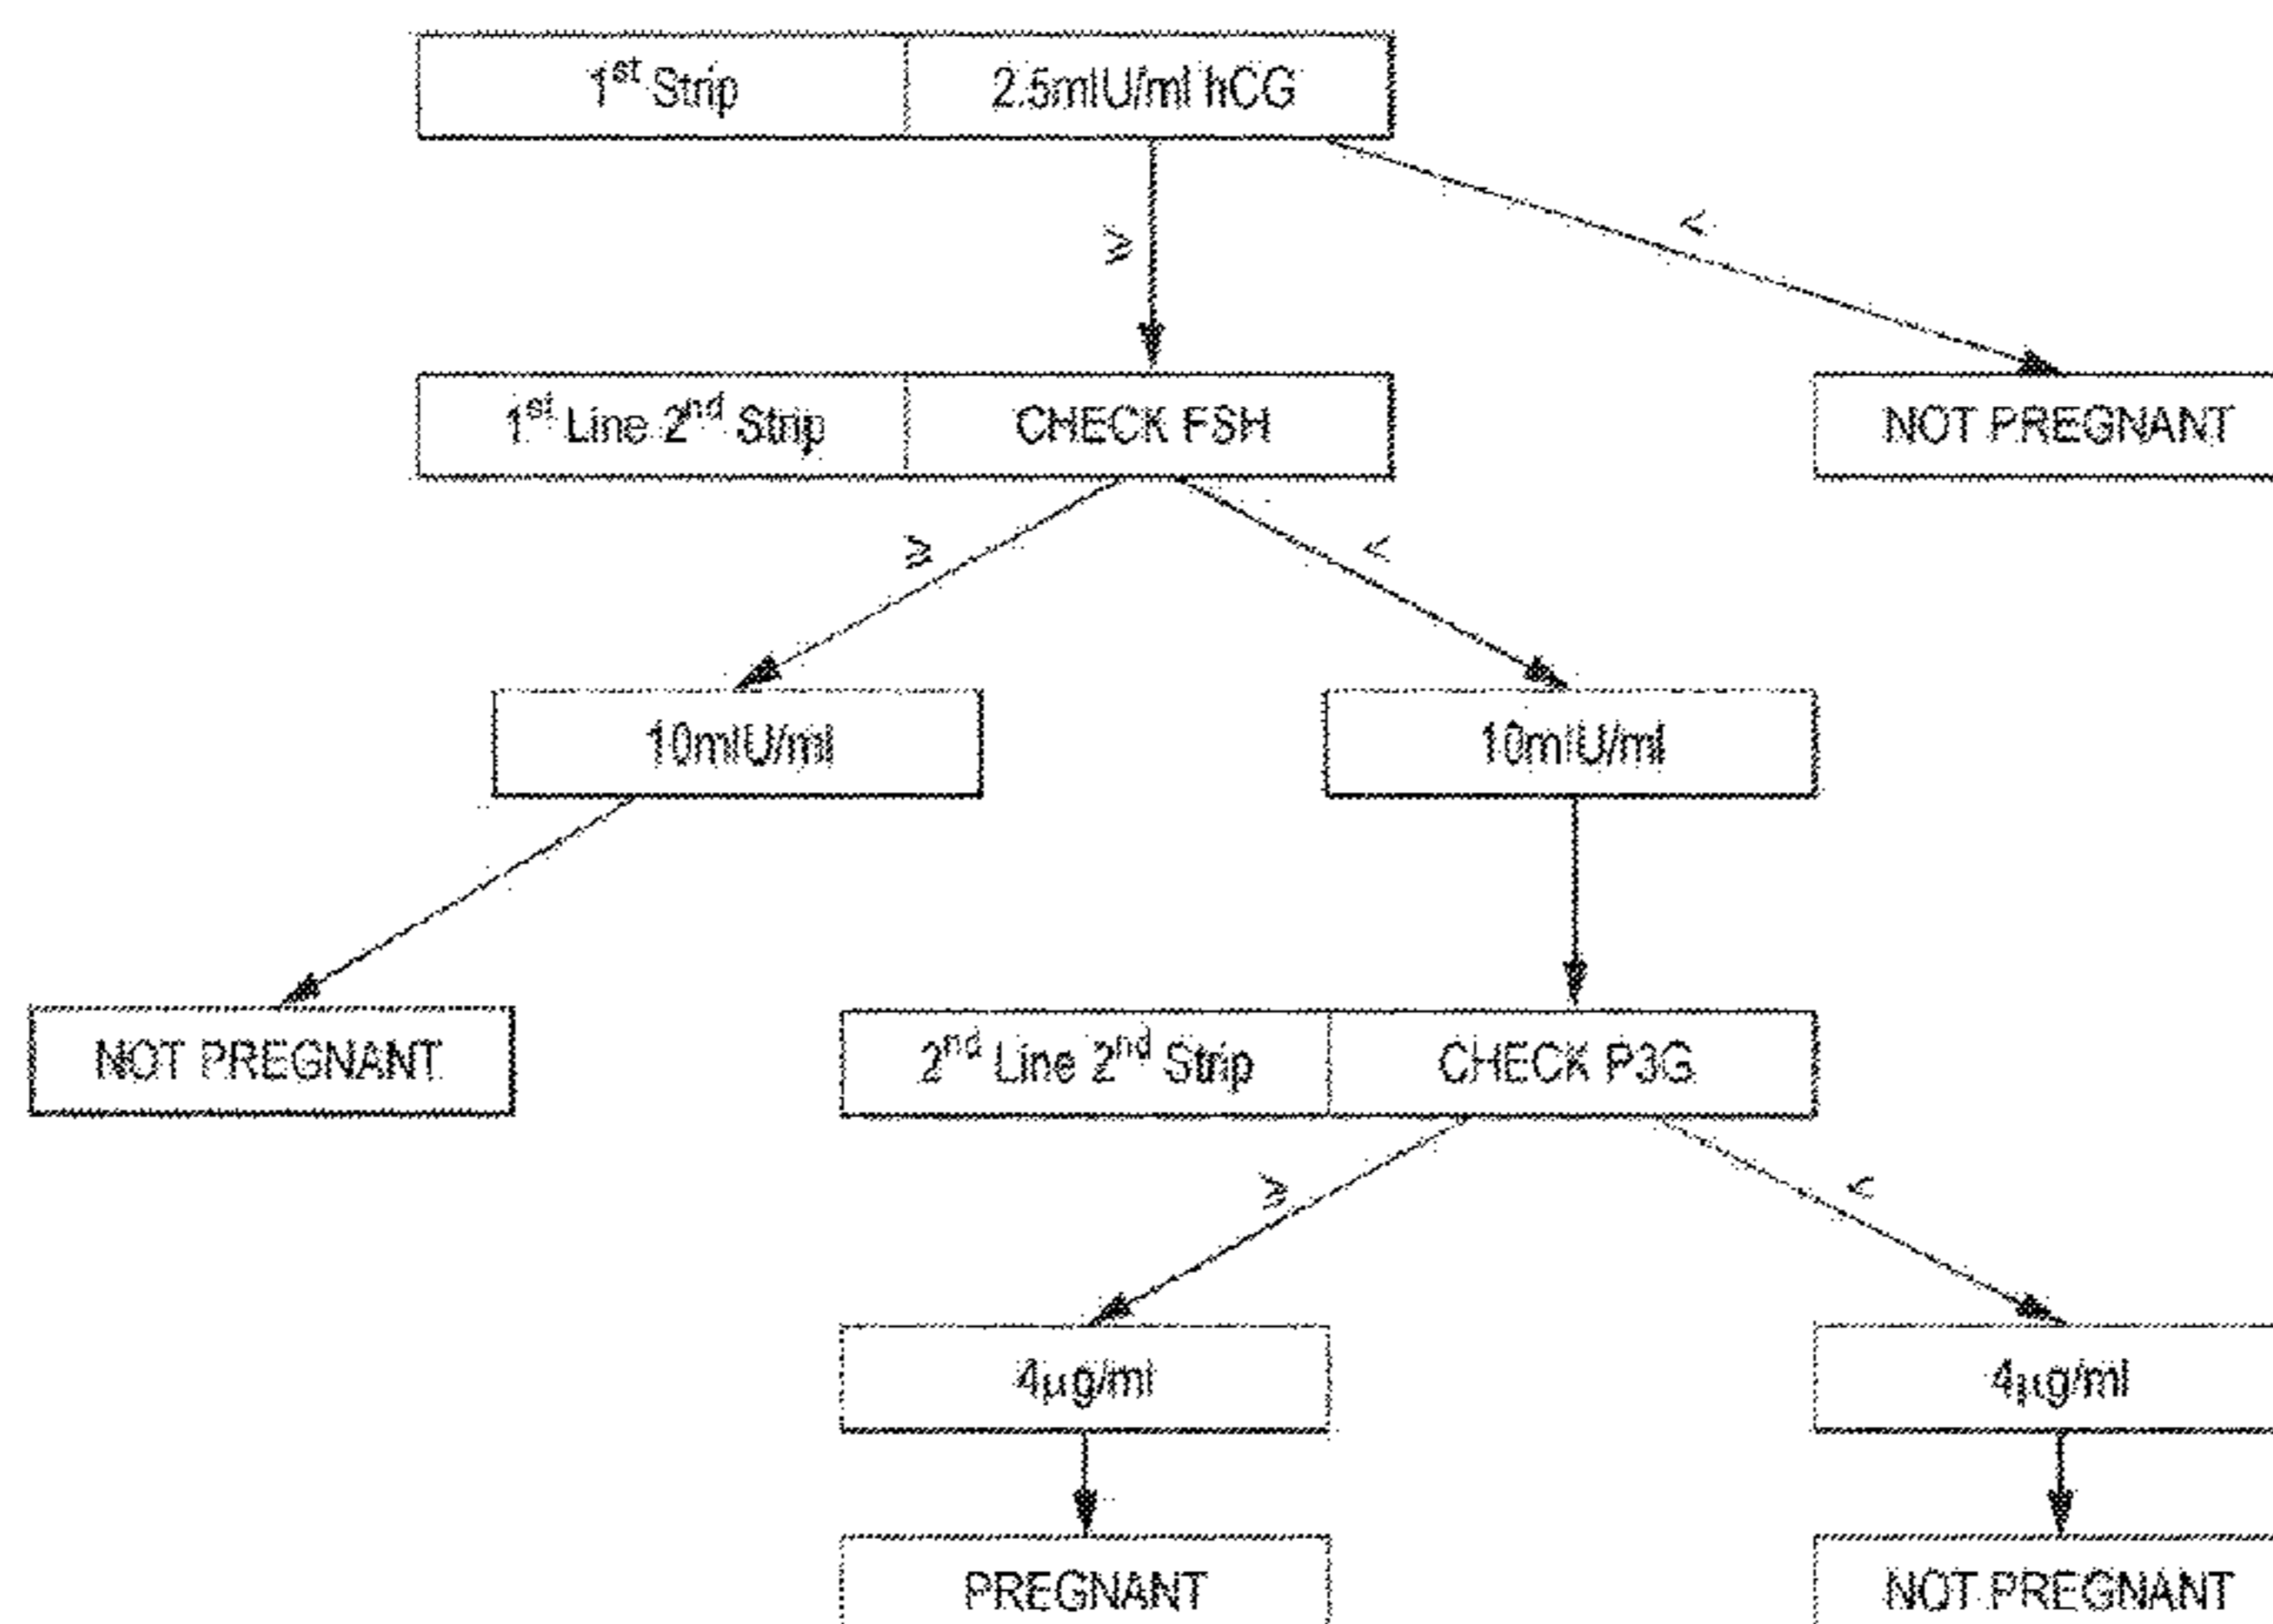 1st Strip 2.5mIU/ml hCG
≥ <
1st Line 2nd Strip CHECK FSH NOT PREGNANT
≥ <
10mIU/ml 10mIU/ml
NOT PREGNANT 2nd Line 2nd Strip CHECK P3G
≥ <
4μg/ml 4μg/ml
PREGNANT NOT PREGNANT